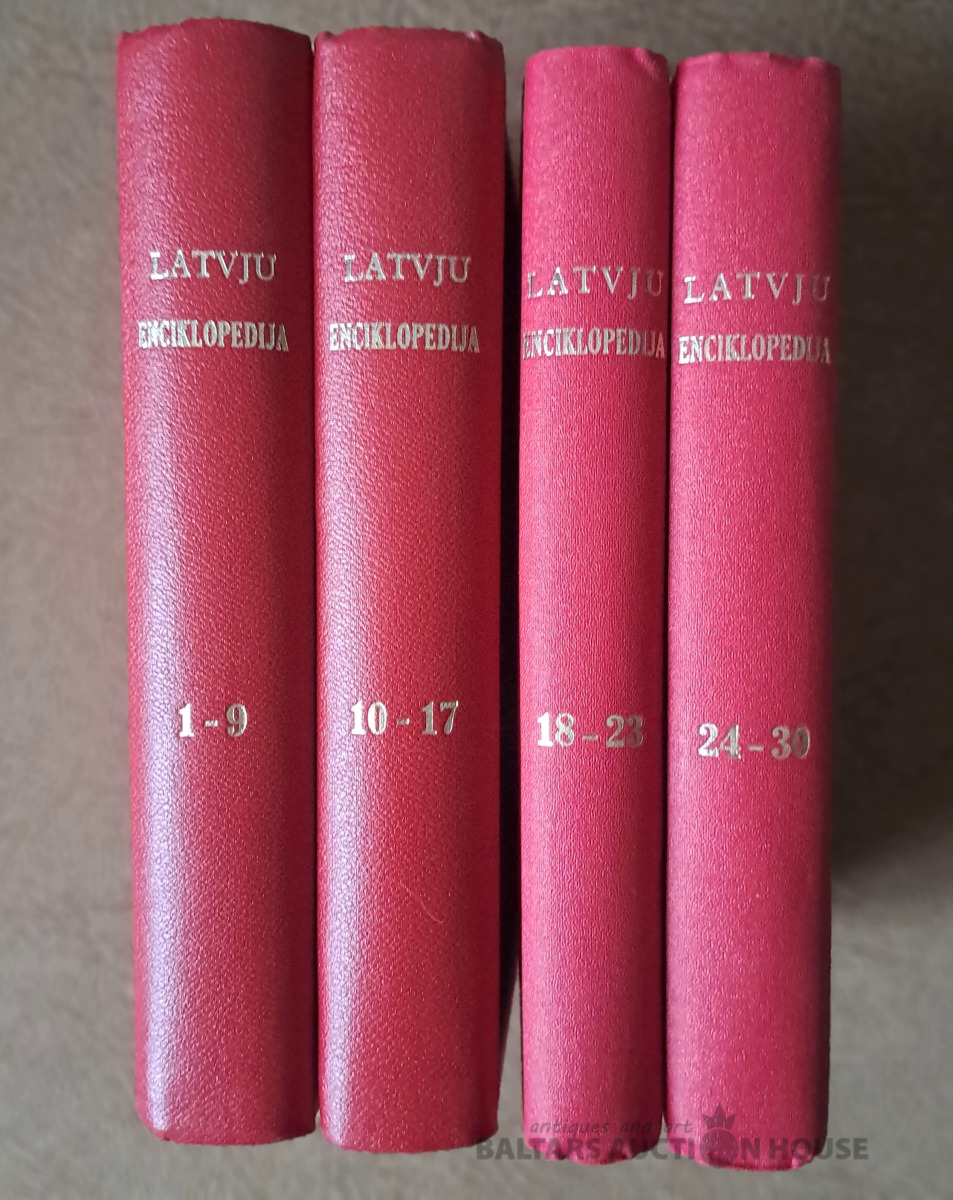 LATVJU
ENCIKLOPEDIJA
1-9
LATVJU
ENCIKLOPEDIJA
10-17
LATVJU
ENCIKLOPEDIJA
18-23
LATVJU
ENCIKLOPEDIJA
24-30
antiques and art
BALTARS AUCTION HOUSE